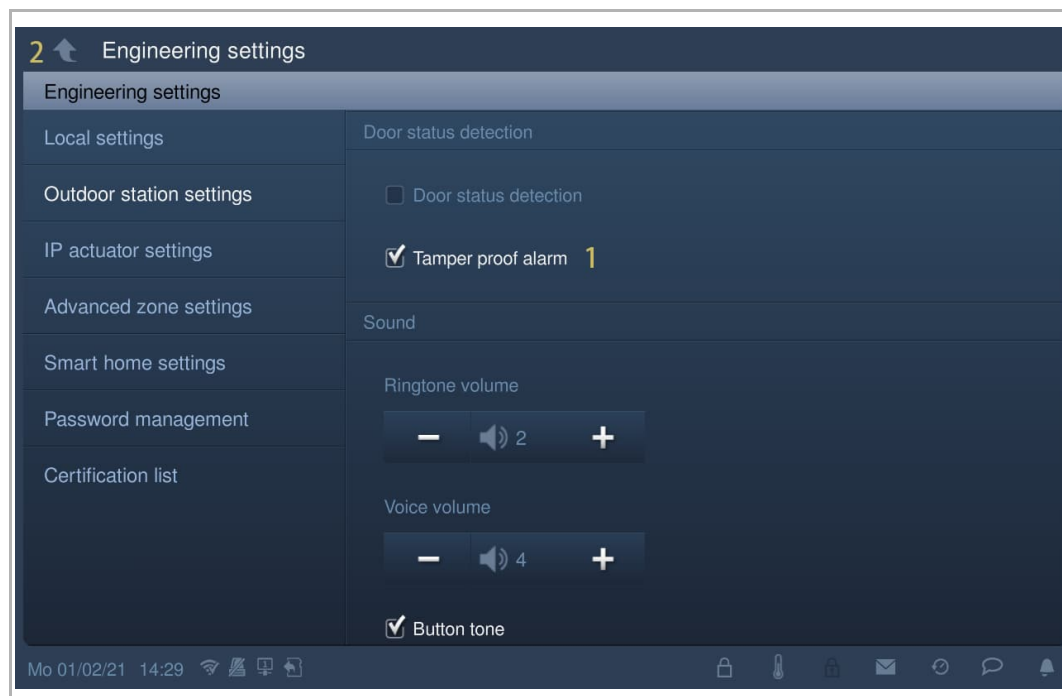 2 Engineering settings
Engineering settings
Local settings
Outdoor station settings
IP actuator settings
Advanced zone settings
Smart home settings
Password management
Certification list
Door status detection
Door status detection
Tamper proof alarm 1
Sound
Ringtone volume
2
Voice volume
4
Button tone
Mo 01/02/21 14:29